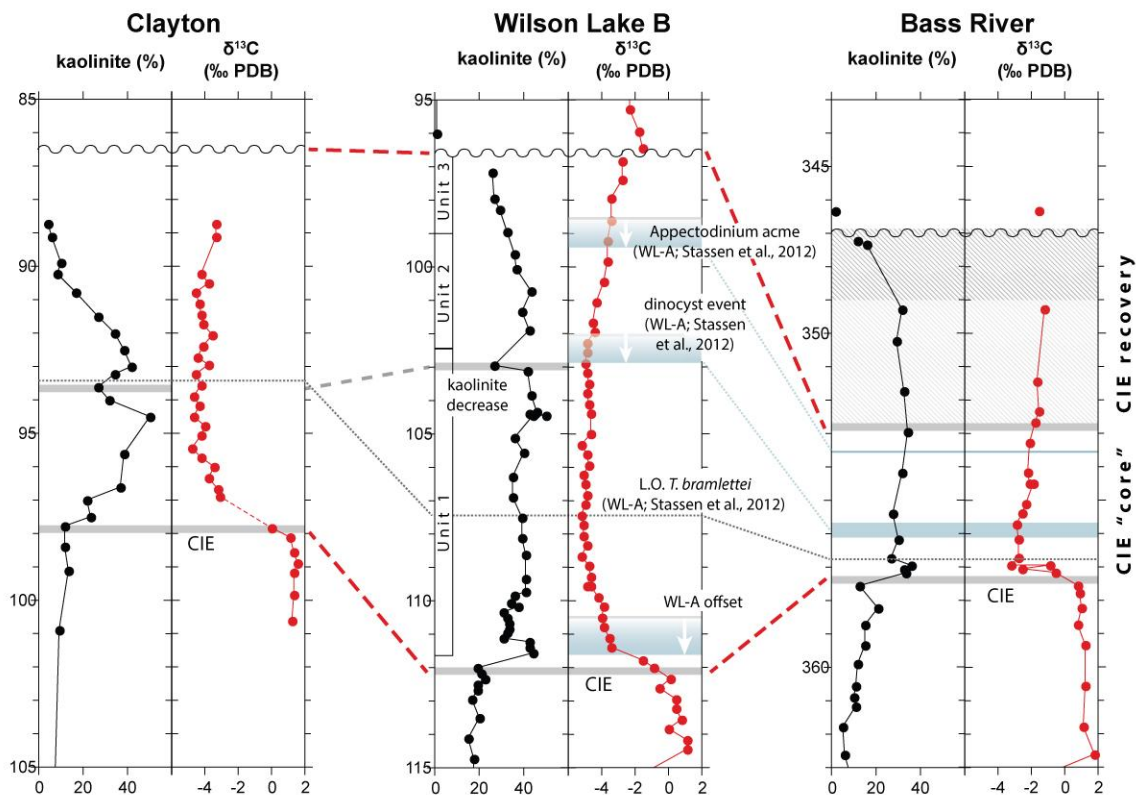 Clayton
Wilson Lake B
Bass River
kaolinite (%)
δ¹³C
(‰ PDB)
kaolinite (%)
δ¹³C
(‰ PDB)
kaolinite (%)
δ¹³C
(‰ PDB)
85
90
95
100
105
0
20
40
-4
-2
0
2
CIE
95
100
105
110
115
0
20
40
60
-4
-2
0
2
Unit 3
Unit 2
Unit 1
kaolinite
decrease
Appectodinium acme
(WL-A; Stassen et al., 2012)
dinocyst event
(WL-A; Stassen
et al., 2012)
L.O. T. bramlettei
(WL-A; Stassen et al., 2012)
WL-A offset
CIE
345
350
360
0
20
40
60
-4
-2
0
2
CIE
CIE recovery
CIE "core"